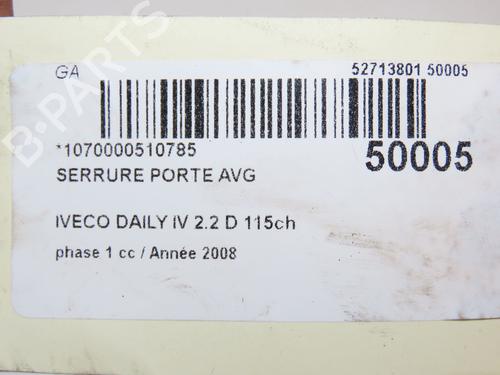 GA
52713801 50005
*1070000510785
50005
SERRURE PORTE AVG
IVECO DAILY IV 2.2 D 115ch
phase 1 cc / Année 2008
B-PARTS